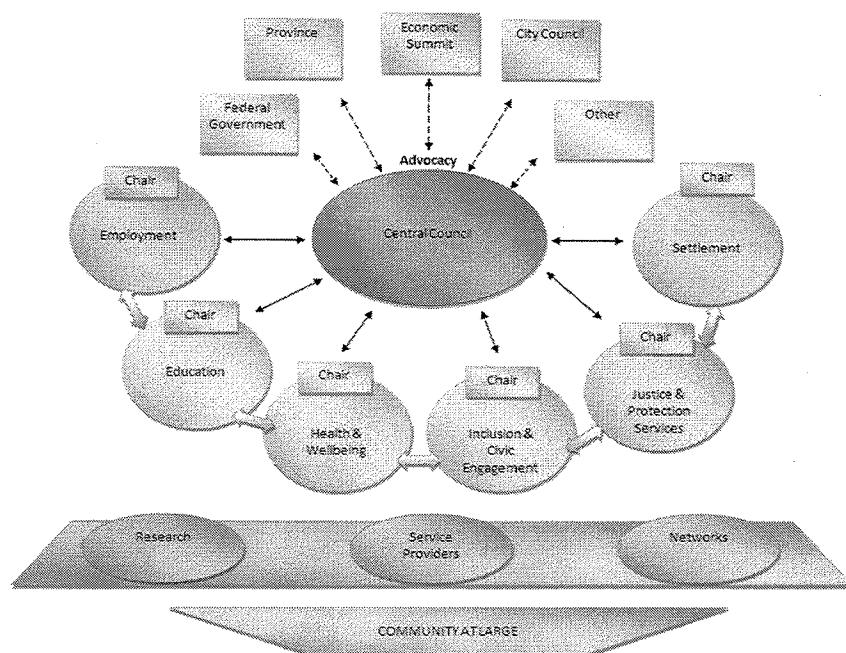 Province
Economic
Summit
City Council
Federal
Government
Other
Advocacy
Chair
Employment
Central Council
Chair
Settlement
Chair
Education
Chair
Health &
Wellbeing
Chair
Inclusion &
Civic
Engagement
Chair
Justice &
Protection
Services
Research
Service
Providers
Networks
COMMUNITY AT LARGE